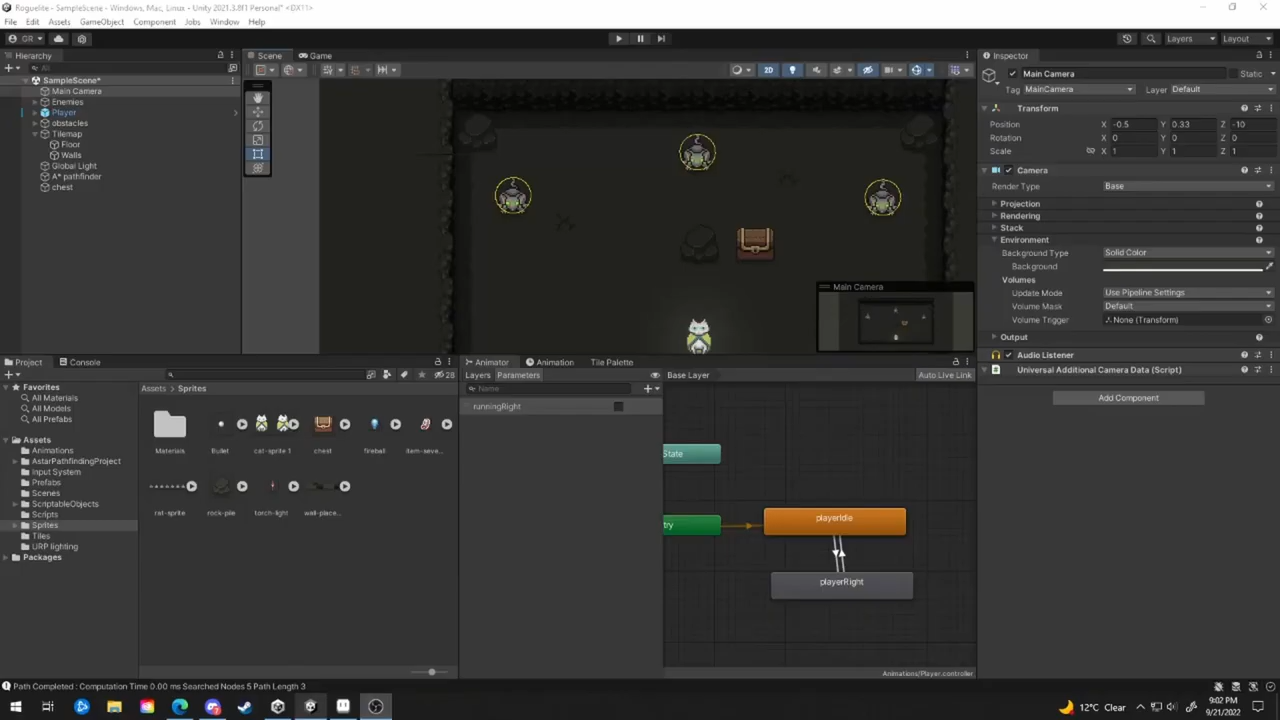 Roguelite - SampleScene - Windows, Mac, Linux - Unity 2021.3.8f1 Personal* <DX11>
File Edit Assets GameObject Component Jobs Window Help
GR Layers Layout
Hierarchy Scene Game Inspector
All
SampleScene*
Main Camera
Enemies
Player
obstacles
Tilemap
Floor
Walls
Global Light
A* pathfinder
chest
2D
Main Camera
Main Camera Static
Tag MainCamera Layer Default
Transform
Position X -0.5 Y 0.33 Z -10
Rotation X 0 Y 0 Z 0
Scale X 1 Y 1 Z 1
Camera
Render Type Base
Projection
Rendering
Stack
Environment
Background Type Solid Color
Background
Volumes
Update Mode Use Pipeline Settings
Volume Mask Default
Volume Trigger None (Transform)
Output
Audio Listener
Universal Additional Camera Data (Script)
Add Component
Project Console
28
Favorites
All Materials
All Models
All Prefabs
Assets
Animations
AstarPathfindingProject
Input System
Prefabs
Scenes
ScriptableObjects
Scripts
Sprites
Tiles
URP lighting
Packages
Assets > Sprites
Materials Bullet cat-sprite 1 chest fireball item-seve...
rat-sprite rock-pile torch-light wall-place...
Animator Animation Tile Palette
Layers Parameters Base Layer Auto Live Link
Name
runningRight
State
try
playerIdle
playerRight
Animations/Player.controller
Path Completed : Computation Time 0.00 ms Searched Nodes 5 Path Length 3
12°C Clear
9:02 PM
9/21/2022